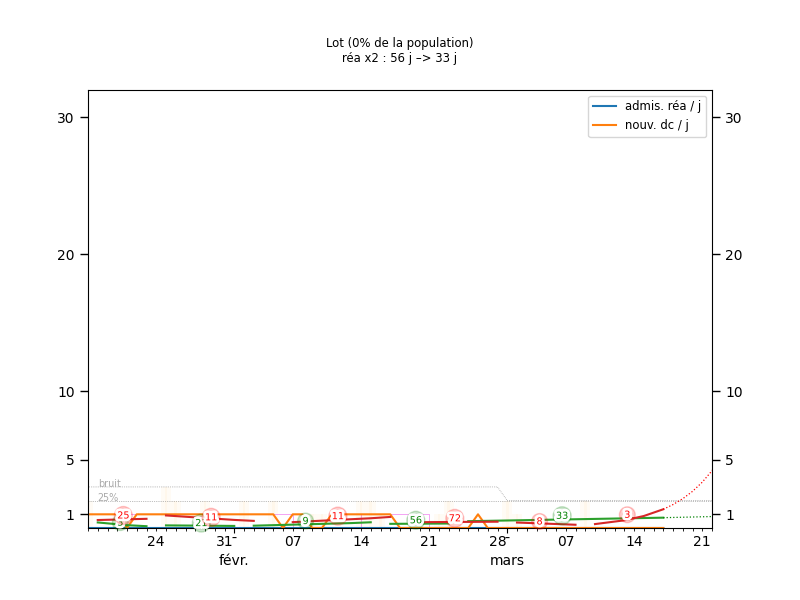 Lot (0% de la population)
réa x2 : 56 j –> 33 j
30 30
admis. réa / j
nouv. dc / j
20 20
10 10
5 5
bruit
25%
1 1
25 11 9 11 56 72 8 33 3
24 31 07 14 21 28 07 14 21
févr. mars